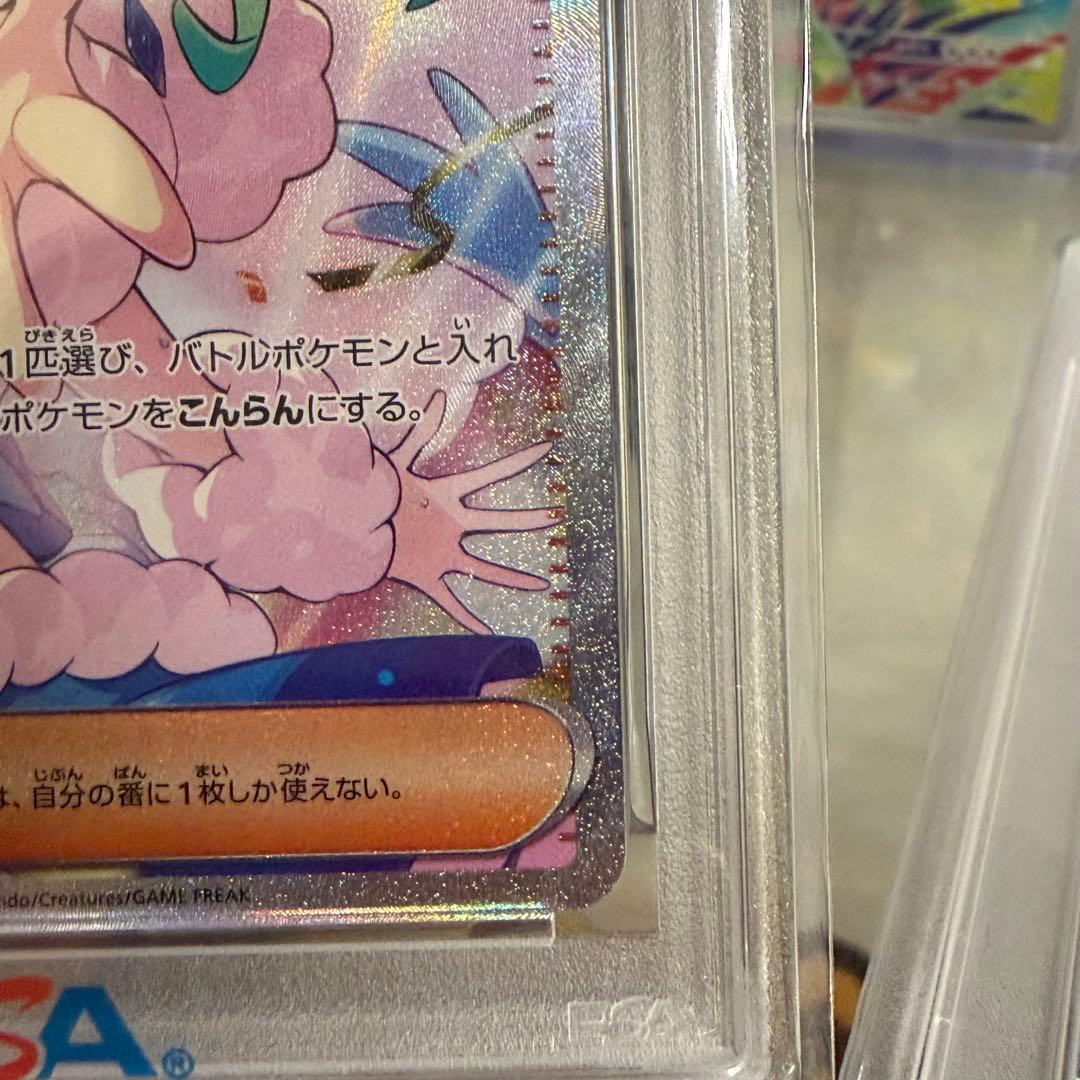 1匹選び、バトルポケモンと入れ
ポケモンをこんらんにする。
は、自分の番に1枚しか使えない。
ndo/Creatures/GAME FREAK
SA®
PSA